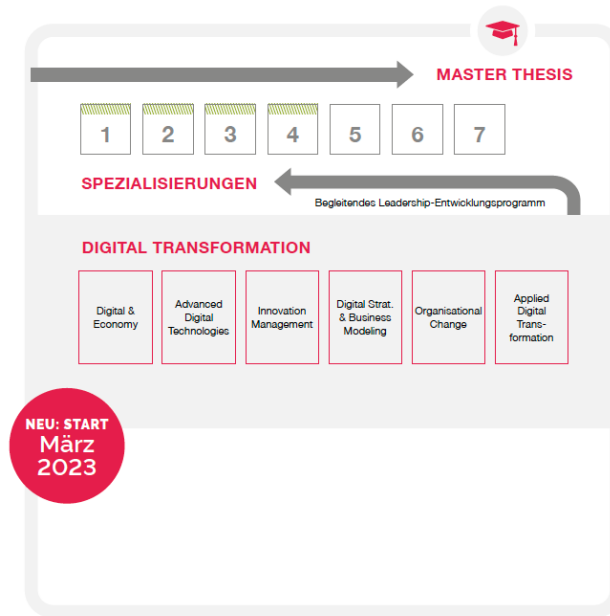 MASTER THESIS
1 2 3 4 5 6 7
SPEZIALISIERUNGEN
Begleitendes Leadership-Entwicklungsprogramm
DIGITAL TRANSFORMATION
Digital &
Economy
Advanced
Digital
Technologies
Innovation
Management
Digital Strat.
& Business
Modeling
Organisational
Change
Applied
Digital
Trans-
formation
NEU: START
März
2023